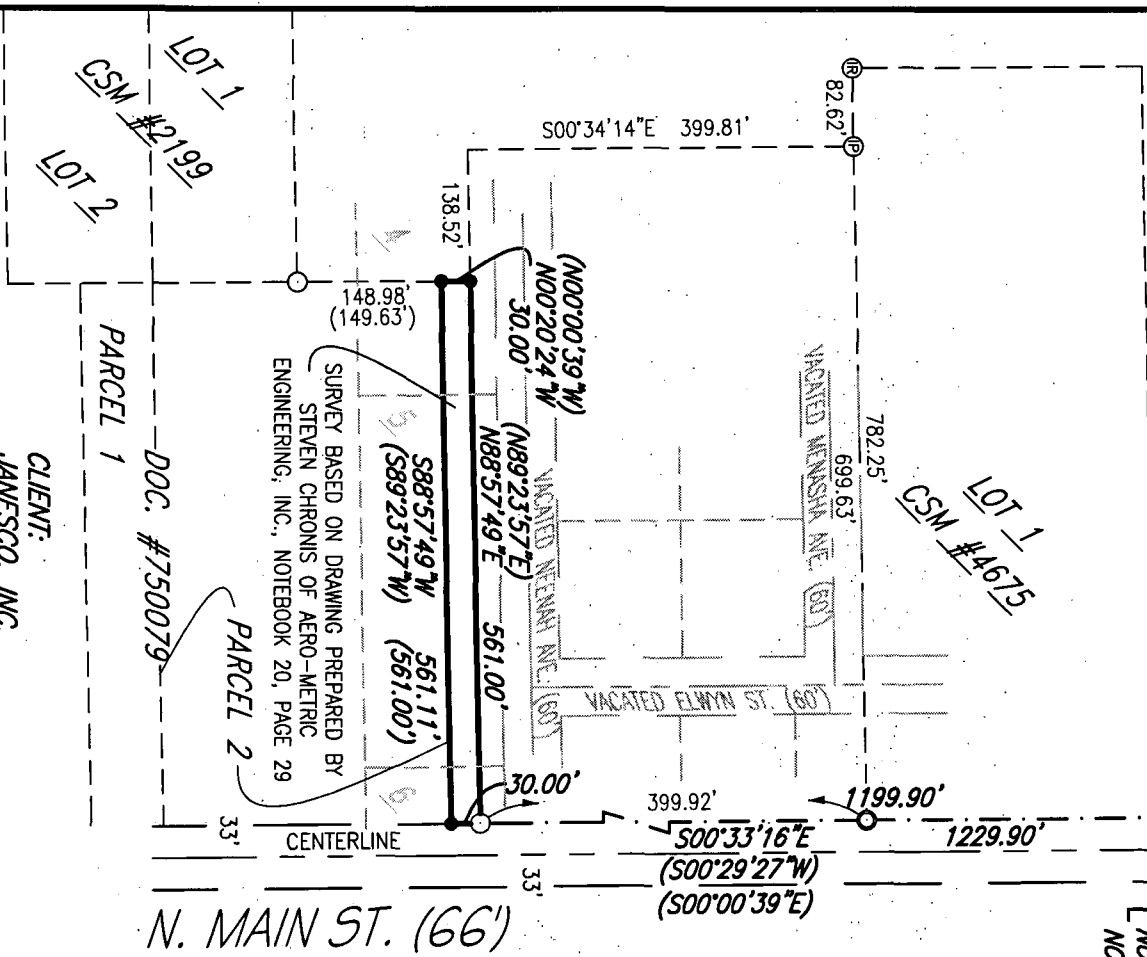 LOT 1
CSM #2199
LOT 2
IR
82.62'
IP
S00°34'14"E 399.81'
138.52'
4
148.98'
(149.63')
(N00°00'39"W)
N00°20'24"W
30.00'
(N89°23'57"E)
N88°57'49"E 561.00'
5
S88°57'49"W 561.11'
(S89°23'57"W) (561.00')
6
VACATED NEENAH AVE. (60')
VACATED MENASHA AVE. (60')
782.25'
699.63'
LOT 1
CSM #4675
VACATED ELWYN ST. (60')
SURVEY BASED ON DRAWING PREPARED BY
STEVEN CHRONIS OF AERO-METRIC
ENGINEERING, INC., NOTEBOOK 20, PAGE 29
PARCEL 1
DOC. #750079
PARCEL 2
CLIENT:
JANESCO, INC.
30.00'
399.92'
1199.90'
1229.90'
33'
CENTERLINE
S00°33'16"E
(S00°29'27"W)
(S00°00'39"E)
33'
N. MAIN ST. (66')